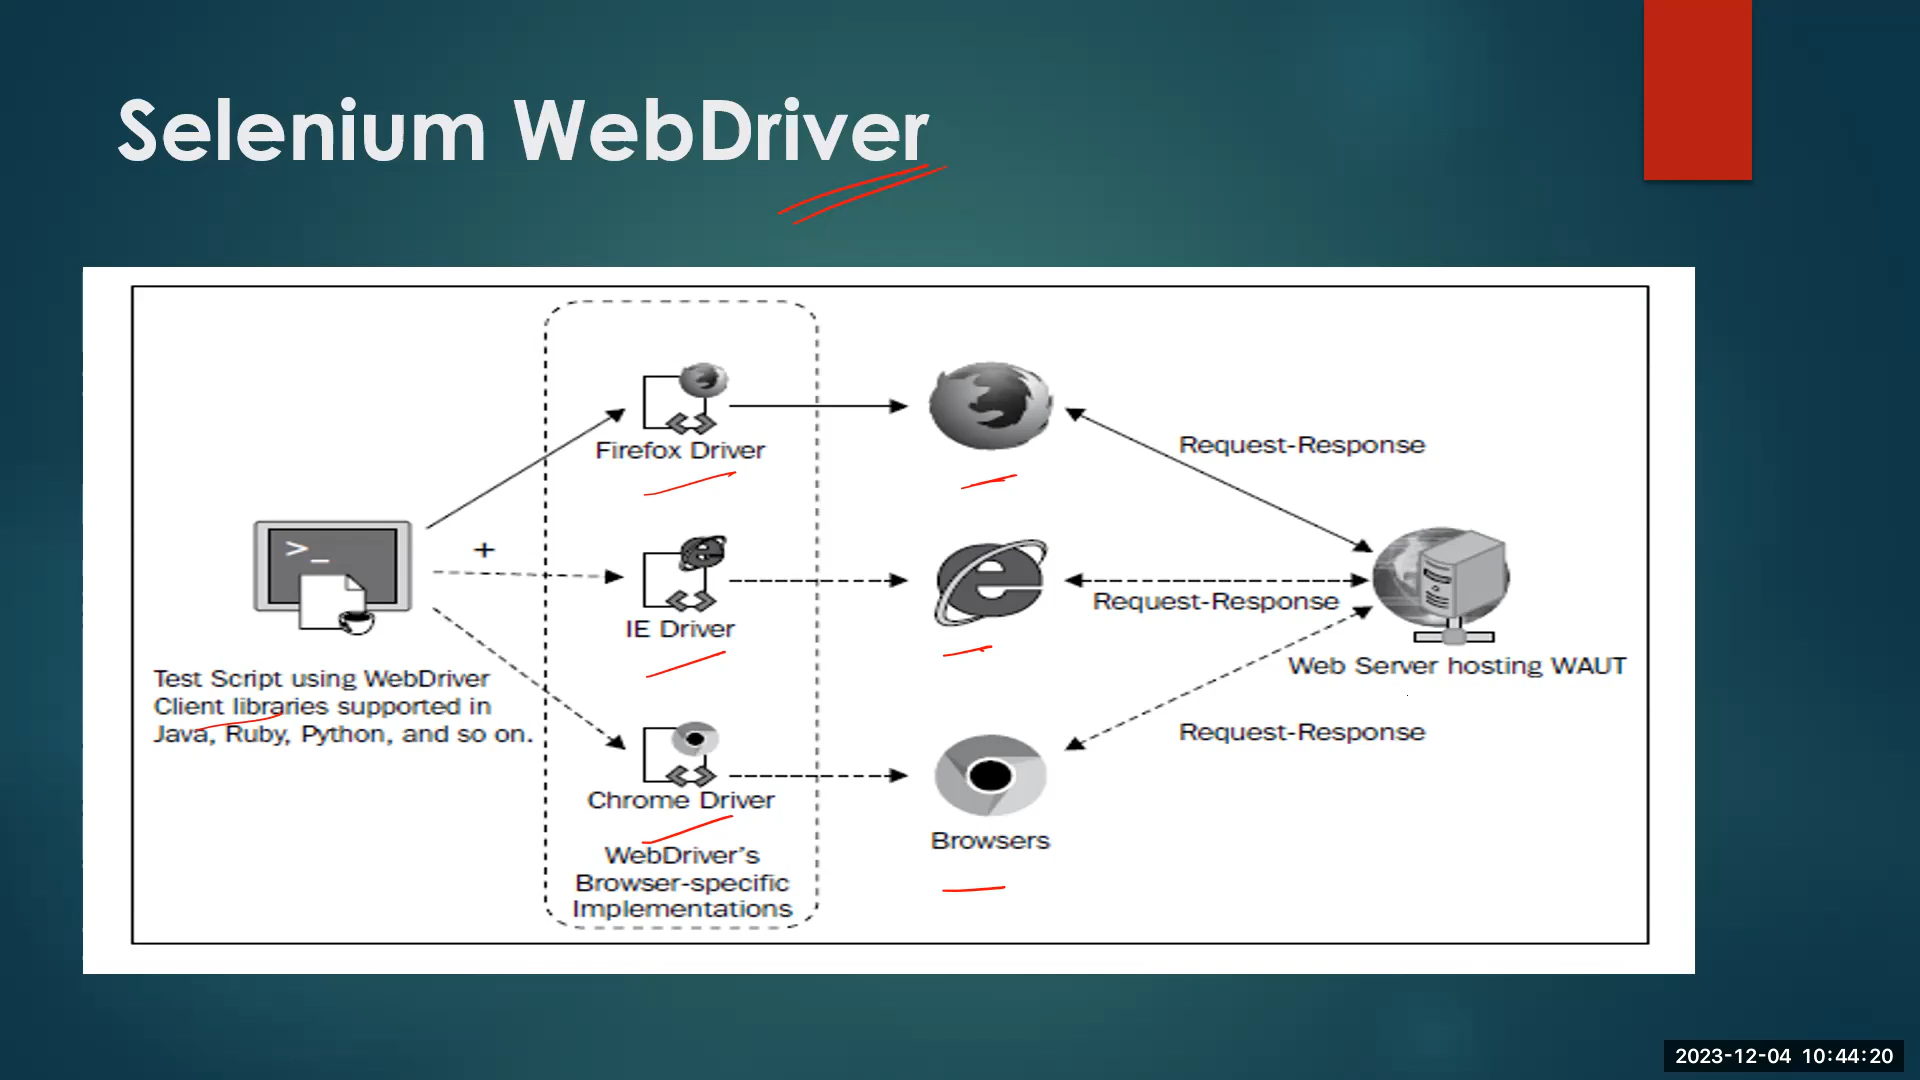 Selenium WebDriver
Firefox Driver
Request-Response
>_
+
IE Driver
Request-Response
Web Server hosting WAUT
Test Script using WebDriver
Client libraries supported in
Java, Ruby, Python, and so on.
Request-Response
Chrome Driver
Browsers
WebDriver's
Browser-specific
Implementations
2023-12-04 10:44:20